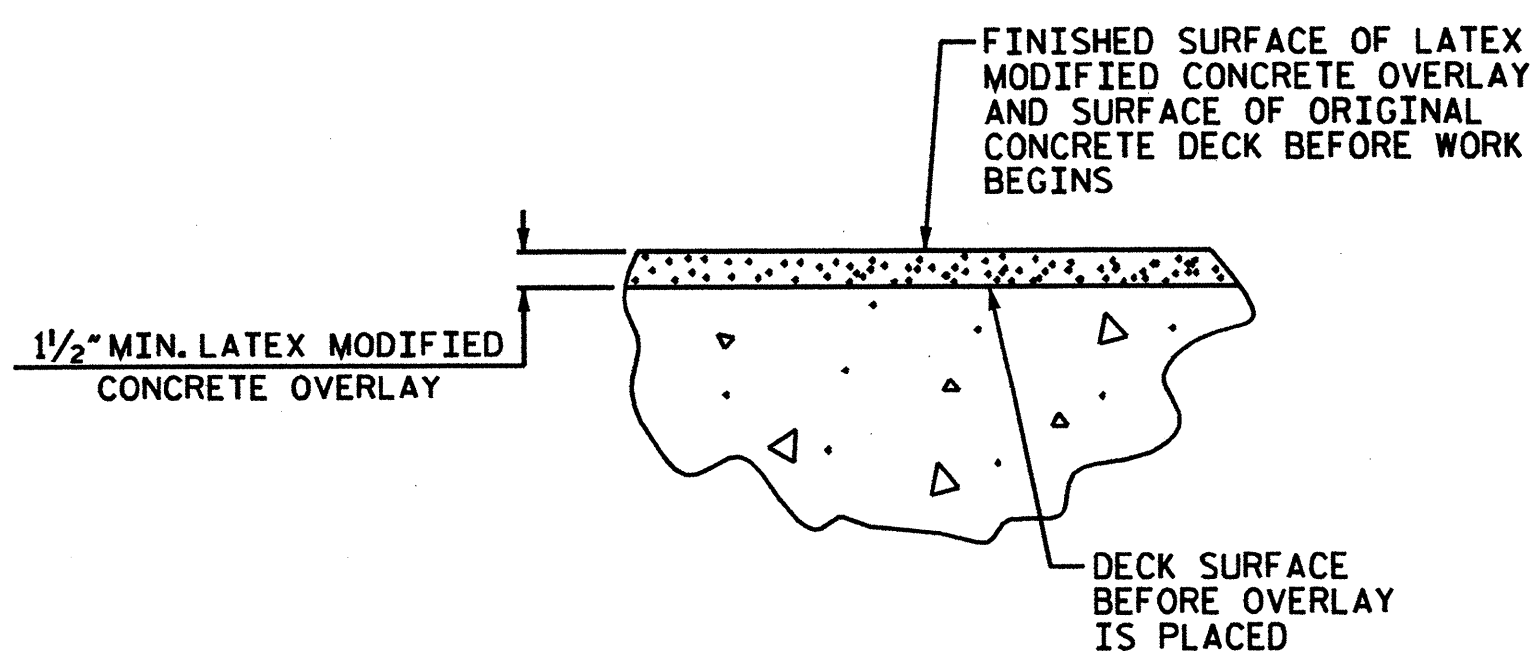 FINISHED SURFACE OF LATEX
MODIFIED CONCRETE OVERLAY
AND SURFACE OF ORIGINAL
CONCRETE DECK BEFORE WORK
BEGINS
1½" MIN. LATEX MODIFIED
CONCRETE OVERLAY
DECK SURFACE
BEFORE OVERLAY
IS PLACED